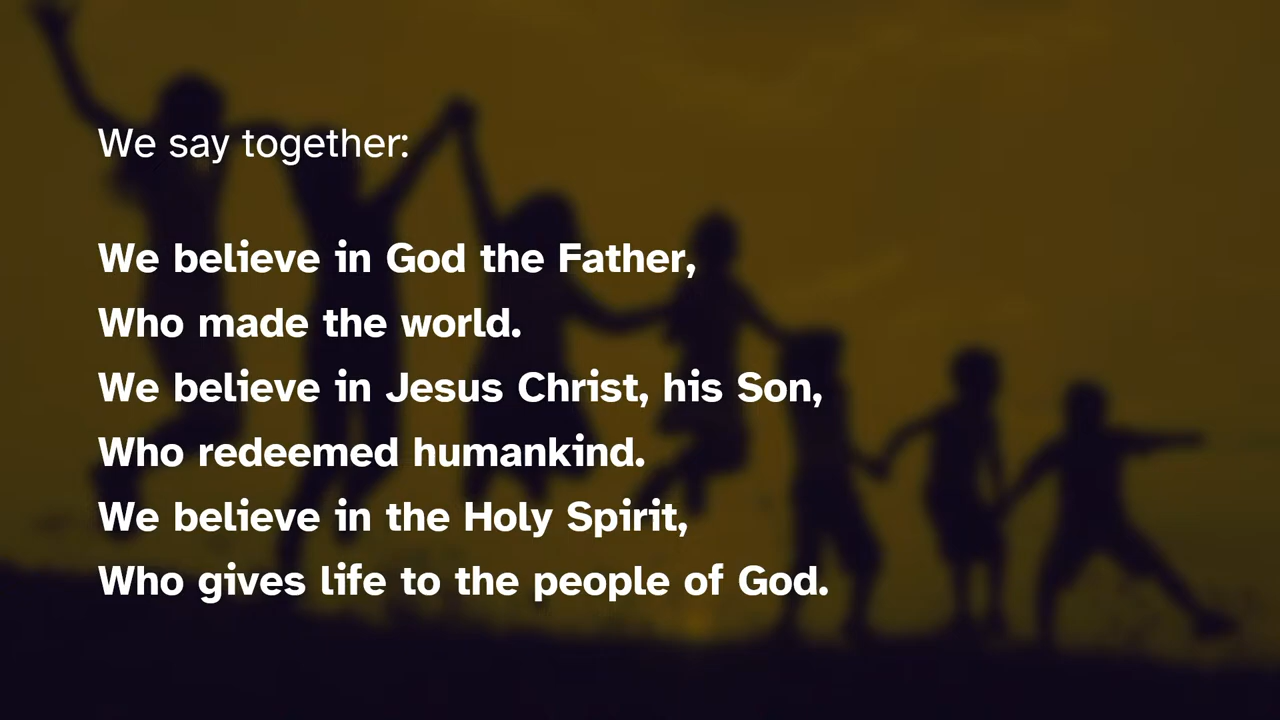 We say together:
We believe in God the Father,
Who made the world.
We believe in Jesus Christ, his Son,
Who redeemed humankind.
We believe in the Holy Spirit,
Who gives life to the people of God.